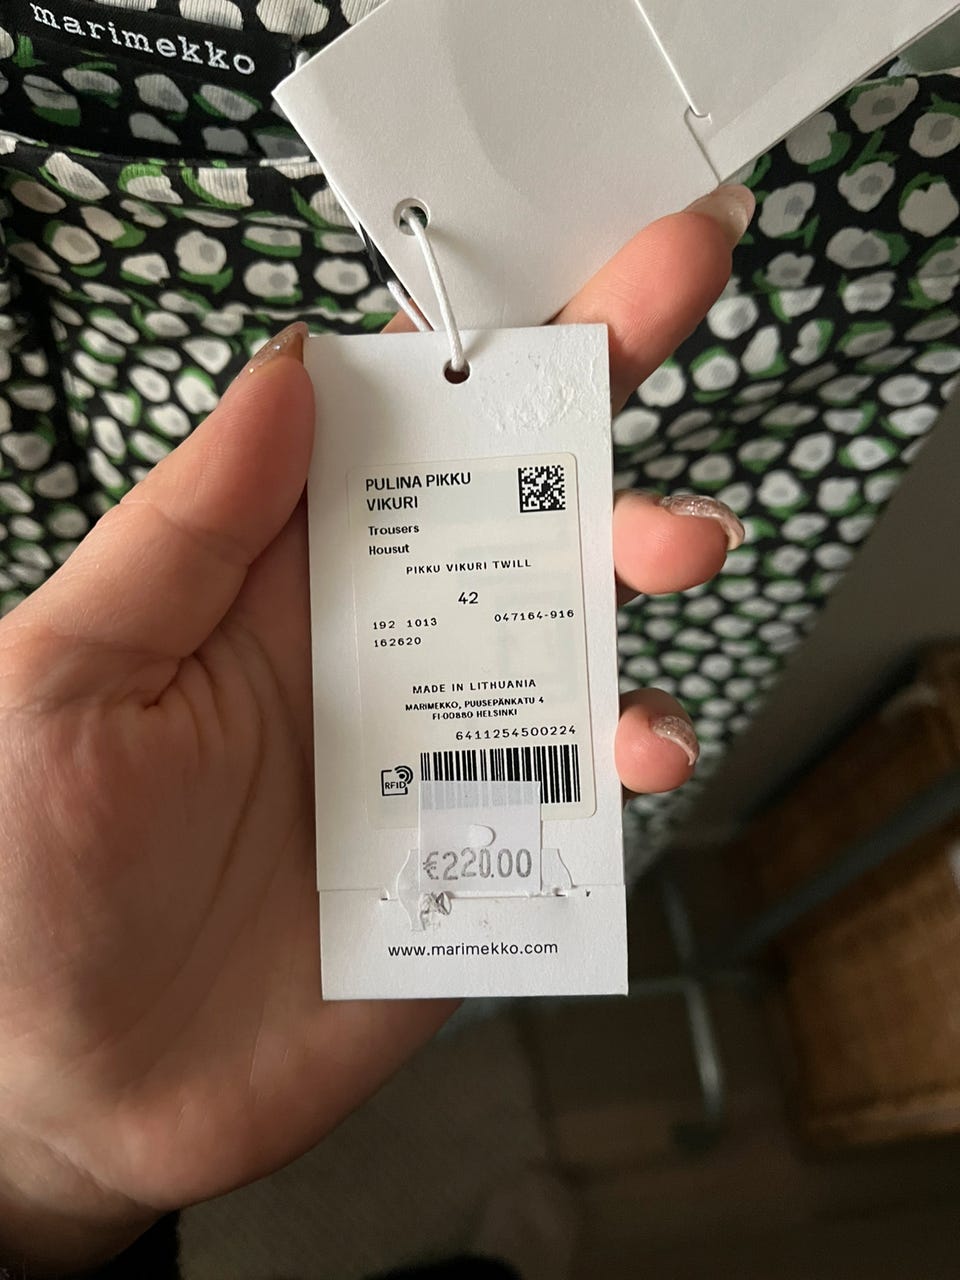 marimekko
PULINA PIKKU
VIKURI
Trousers
Housut
PIKKU VIKURI TWILL
42
192 1013 047164-916
162620
MADE IN LITHUANIA
MARIMEKKO, PUUSEPÄNKATU 4
FI-00880 HELSINKI
6411254500224
RFID
€220.00
www.marimekko.com